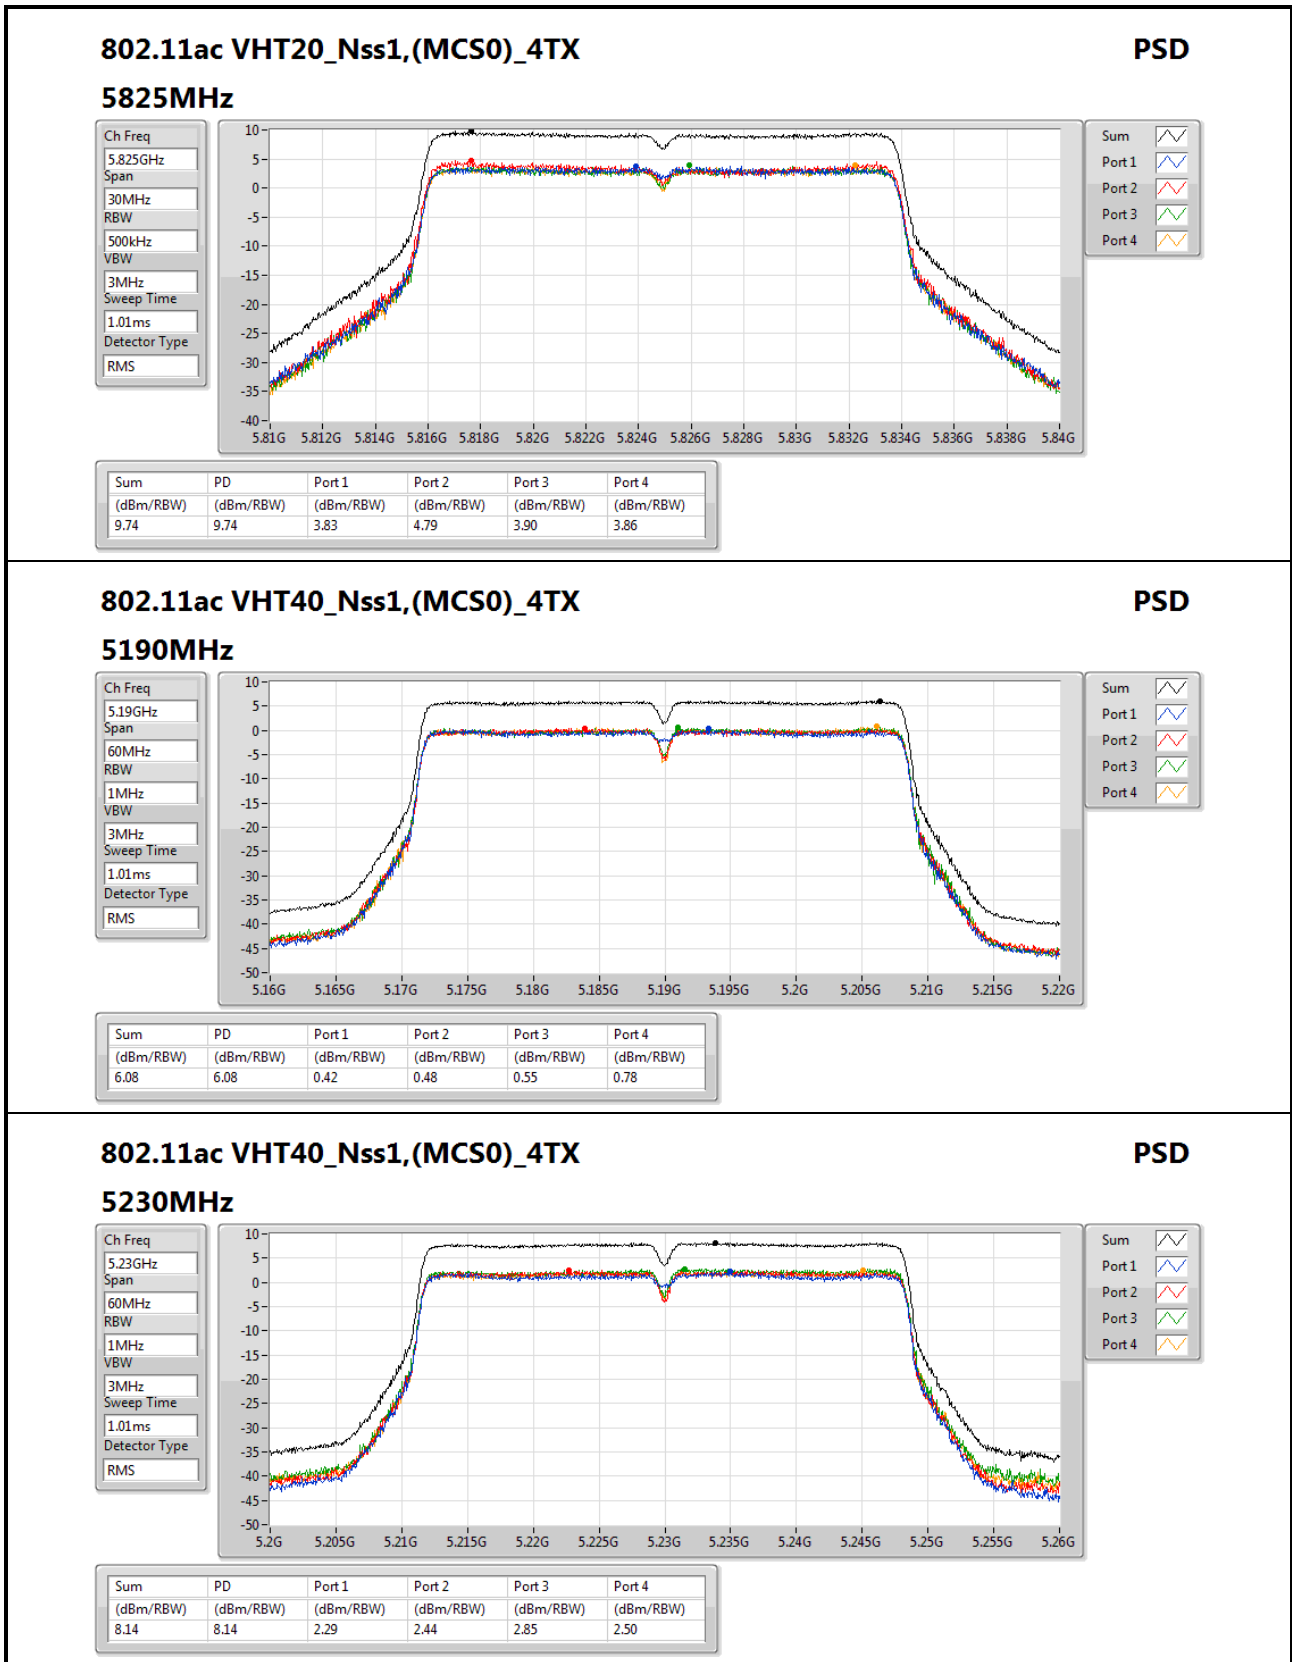 802.11ac VHT20_Nss1,(MCS0)_4TX PSD
5825MHz
Ch Freq
5.825GHz
Span
30MHz
RBW
500kHz
VBW
3MHz
Sweep Time
1.01ms
Detector Type
RMS
10
5
0
-5
-10
-15
-20
-25
-30
-35
-40
5.81G 5.812G 5.814G 5.816G 5.818G 5.82G 5.822G 5.824G 5.826G 5.828G 5.83G 5.832G 5.834G 5.836G 5.838G 5.84G
Sum
Port 1
Port 2
Port 3
Port 4
Sum PD Port 1 Port 2 Port 3 Port 4
(dBm/RBW) (dBm/RBW) (dBm/RBW) (dBm/RBW) (dBm/RBW) (dBm/RBW)
9.74 9.74 3.83 4.79 3.90 3.86
802.11ac VHT40_Nss1,(MCS0)_4TX PSD
5190MHz
Ch Freq
5.19GHz
Span
60MHz
RBW
1MHz
VBW
3MHz
Sweep Time
1.01ms
Detector Type
RMS
10
5
0
-5
-10
-15
-20
-25
-30
-35
-40
-45
-50
5.16G 5.165G 5.17G 5.175G 5.18G 5.185G 5.19G 5.195G 5.2G 5.205G 5.21G 5.215G 5.22G
Sum
Port 1
Port 2
Port 3
Port 4
Sum PD Port 1 Port 2 Port 3 Port 4
(dBm/RBW) (dBm/RBW) (dBm/RBW) (dBm/RBW) (dBm/RBW) (dBm/RBW)
6.08 6.08 0.42 0.48 0.55 0.78
802.11ac VHT40_Nss1,(MCS0)_4TX PSD
5230MHz
Ch Freq
5.23GHz
Span
60MHz
RBW
1MHz
VBW
3MHz
Sweep Time
1.01ms
Detector Type
RMS
10
5
0
-5
-10
-15
-20
-25
-30
-35
-40
-45
-50
5.2G 5.205G 5.21G 5.215G 5.22G 5.225G 5.23G 5.235G 5.24G 5.245G 5.25G 5.255G 5.26G
Sum
Port 1
Port 2
Port 3
Port 4
Sum PD Port 1 Port 2 Port 3 Port 4
(dBm/RBW) (dBm/RBW) (dBm/RBW) (dBm/RBW) (dBm/RBW) (dBm/RBW)
8.14 8.14 2.29 2.44 2.85 2.50